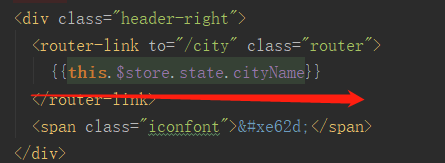 <div class="header-right">
<router-link to="/city" class="router">
{{this.$store.state.cityName}}
</router-link>
<span class="iconfont">&#xe62d;</span>
</div>